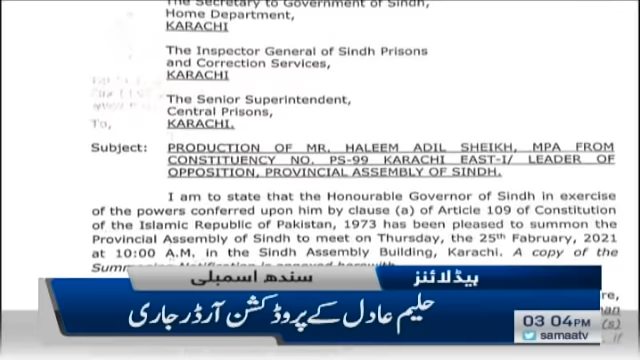 The Secretary to Government of Sindh,
Home Department,
KARACHI
The Inspector General of Sindh Prisons
and Correction Services,
KARACHI
The Senior Superintendent,
Central Prisons,
To,
KARACHI.
Subject: PRODUCTION OF MR. HALEEM ADIL SHEIKH, MPA FROM
CONSTITUENCY NO. PS-99 KARACHI EAST-I/ LEADER OF
OPPOSITION, PROVINCIAL ASSEMBLY OF SINDH.
I am to state that the Honourable Governor of Sindh in exercise
of the powers conferred upon him by clause (a) of Article 109 of Constitution
of the Islamic Republic of Pakistan, 1973 has been pleased to summon the
Provincial Assembly of Sindh to meet on Thursday, the 25th Fabruary, 2021
at 10:00 A.M. in the Sindh Assembly Building, Karachi. A copy of the
ہیڈلائنز
سندھ اسمبلی
حلیم عادل کے پروڈکشن آرڈر جاری
03 04PM
samaatv